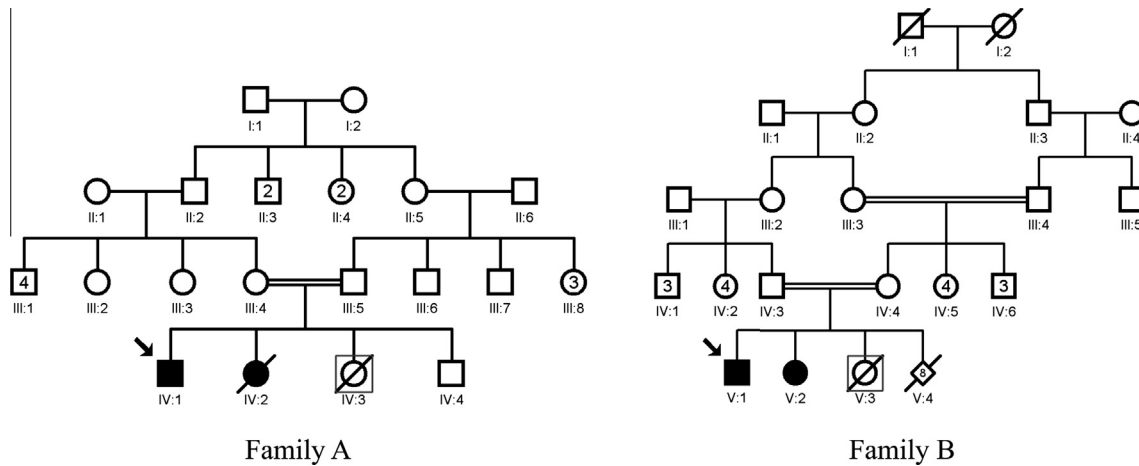 I:1 I:2
2 2
II:1 II:2 II:3 II:4 II:5 II:6
4 3
III:1 III:2 III:3 III:4 III:5 III:6 III:7 III:8
IV:1 IV:2 IV:3 IV:4
Family A
I:1 I:2
II:1 II:2 II:3 II:4
III:1 III:2 III:3 III:4 III:5
3 4 4 3
IV:1 IV:2 IV:3 IV:4 IV:5 IV:6
8
V:1 V:2 V:3 V:4
Family B